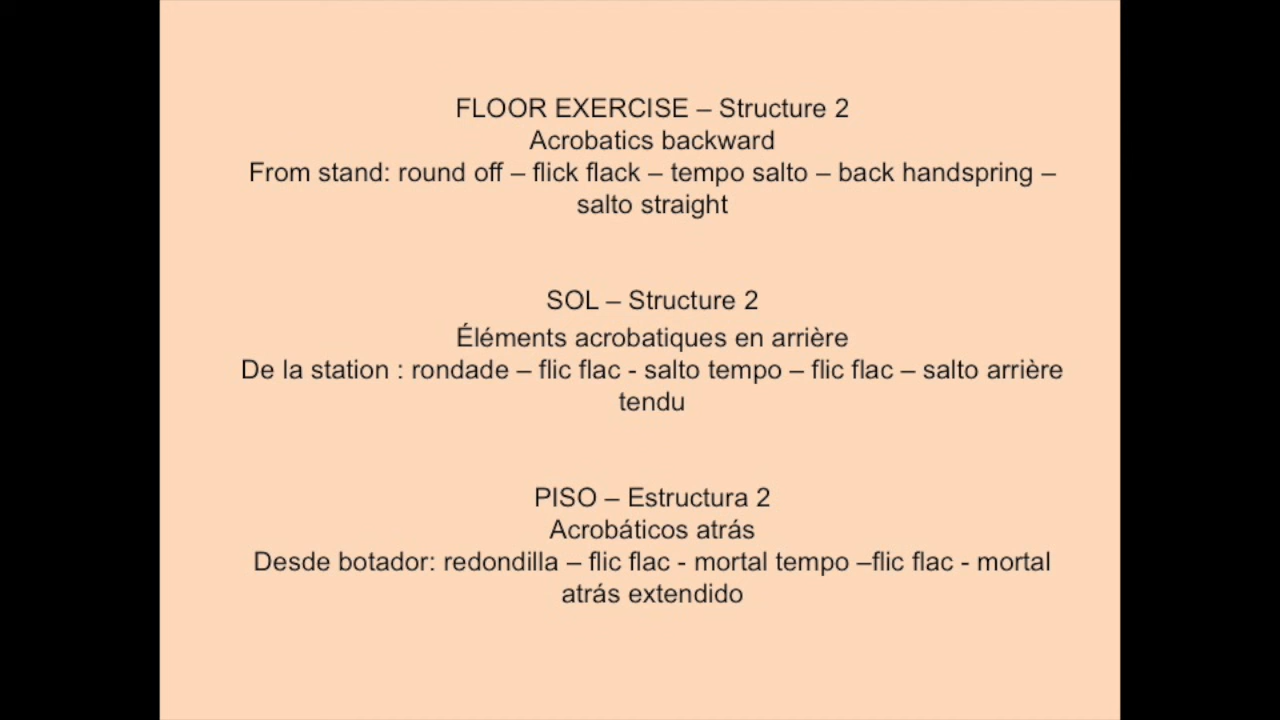 FLOOR EXERCISE – Structure 2
Acrobatics backward
From stand: round off – flick flack – tempo salto – back handspring –
salto straight
SOL – Structure 2
Éléments acrobatiques en arrière
De la station : rondade – flic flac - salto tempo – flic flac – salto arrière
tendu
PISO – Estructura 2
Acrobáticos atrás
Desde botador: redondilla – flic flac - mortal tempo –flic flac - mortal
atrás extendido